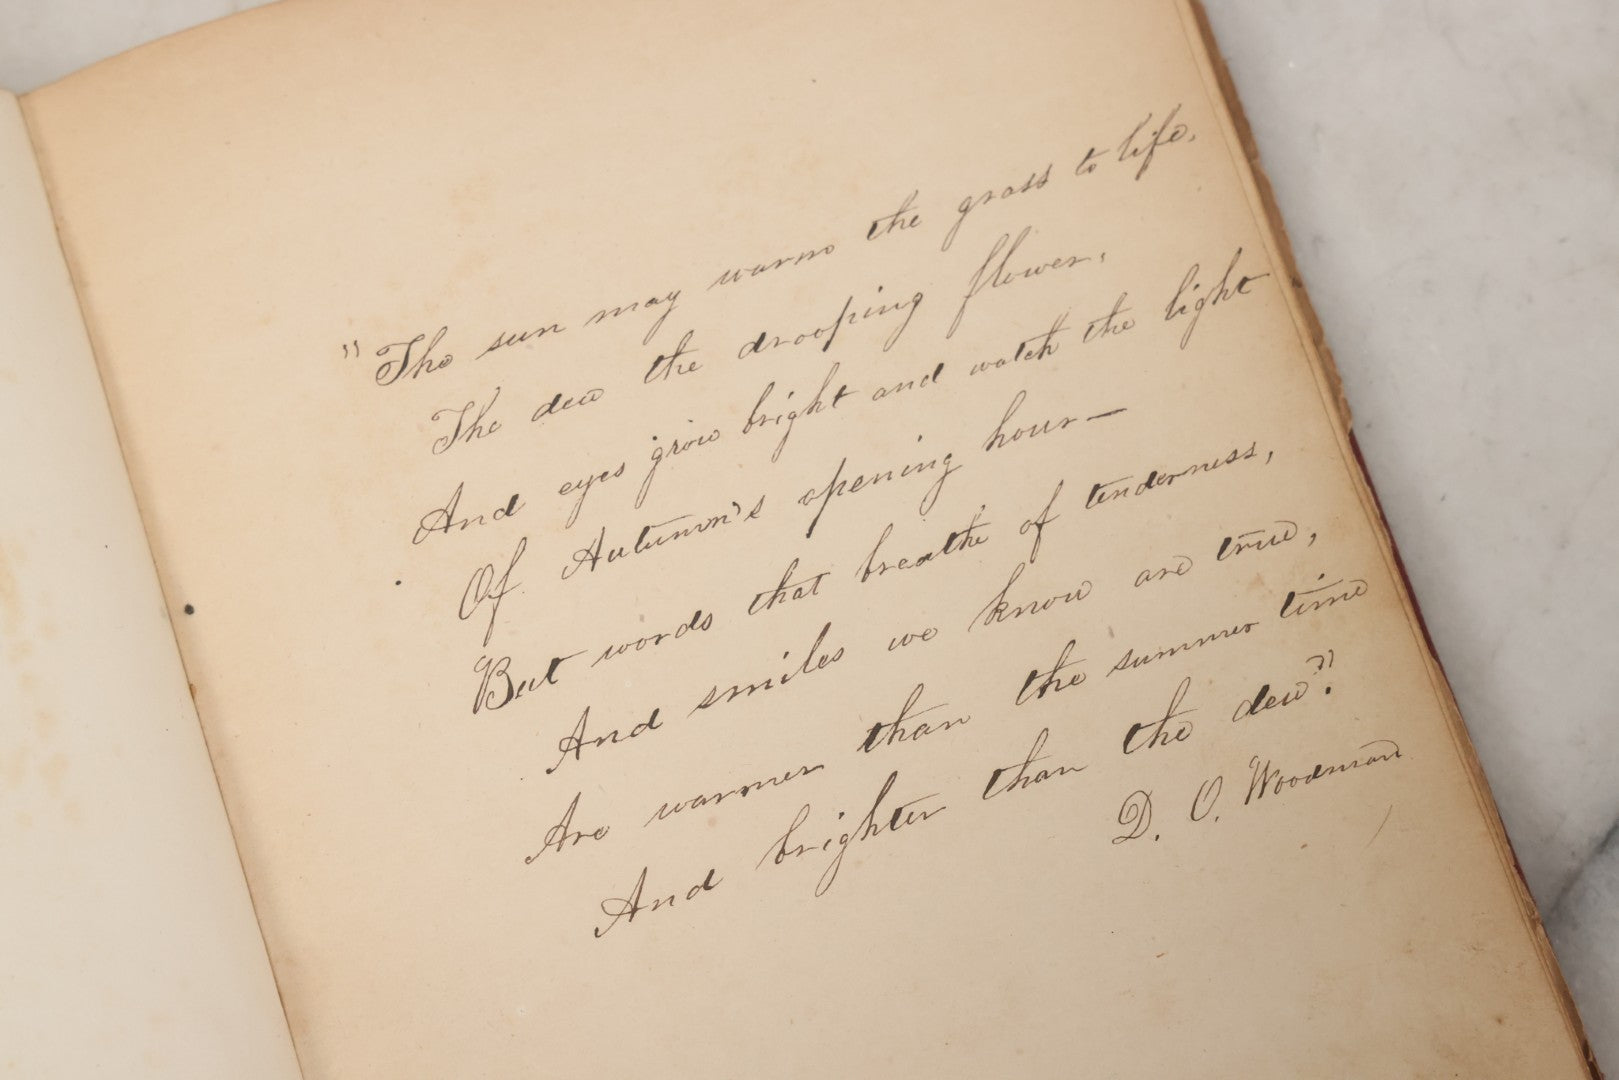 "The sun may warm the grass to life,
The dew the drooping flower,
And eyes grow bright and watch the light
Of Autumn's opening hour—
But words that breathe of tenderness,
And smiles we know are true,
Are warmer than the summer time
And brighter than the dew."
D. O. Woodman